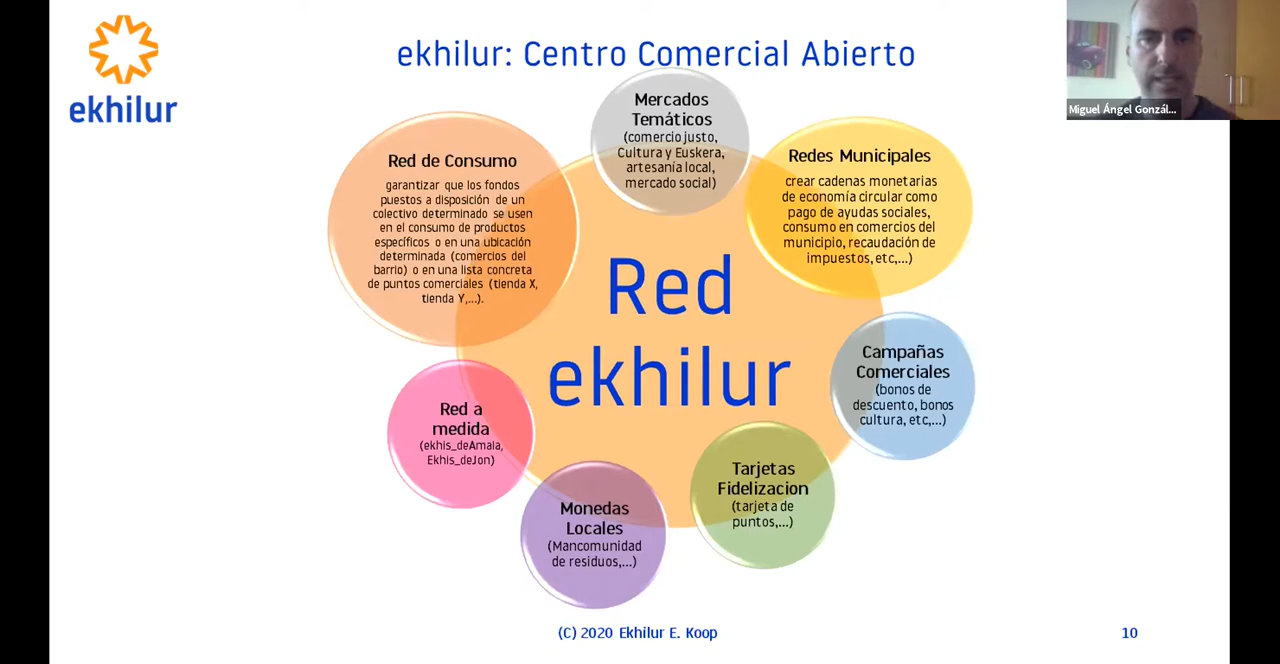 ekhilur
ekhilur: Centro Comercial Abierto
Miguel Ángel Gonzál...
Mercados
Temáticos
(comercio justo,
Cultura y Euskera,
artesanía local,
mercado social)
Red de Consumo
garantizar que los fondos
puestos a disposición de un
colectivo determinado se usen
en el consumo de productos
específicos o en una ubicación
determinada (comercios del
barrio) o en una lista concreta
de puntos comerciales (tienda X,
tienda Y,...).
Redes Municipales
crear cadenas monetarias
de economía circular como
pago de ayudas sociales,
consumo en comercios del
municipio, recaudación de
impuestos, etc,...)
Red
ekhilur
Campañas
Comerciales
(bonos de
descuento, bonos
cultura, etc,...)
Red a
medida
(ekhis_deAmaia,
Ekhis_deJon)
Tarjetas
Fidelizacion
(tarjeta de
puntos,...)
Monedas
Locales
(Mancomunidad
de residuos,...)
(C) 2020 Ekhilur E. Koop
10